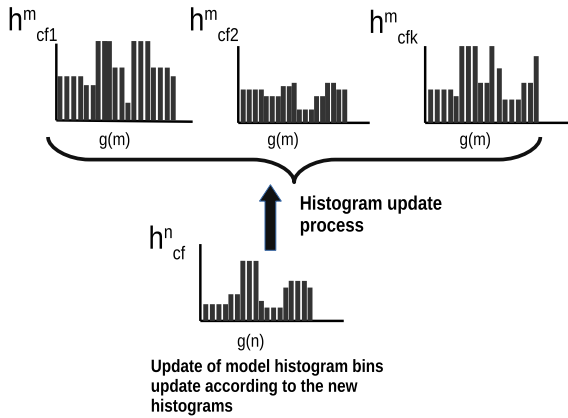 h^m_cf1
h^m_cf2
h^m_cfk
g(m)
g(m)
g(m)
Histogram update
process
h^n_cf
g(n)
Update of model histogram bins
update according to the new
histograms